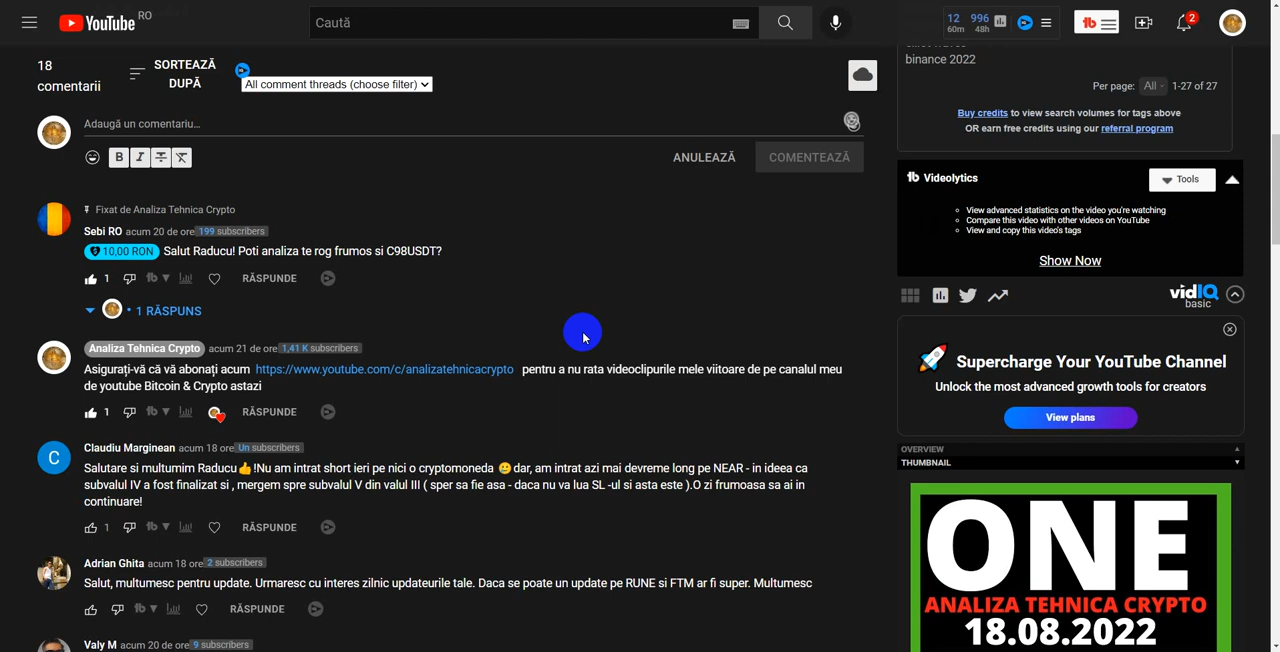 YouTube RO
Caută
12 996
60m 48h
2
18
comentarii
SORTEAZĂ
DUPĂ
All comment threads (choose filter)
Adaugă un comentariu...
B I
ANULEAZĂ COMENTEAZĂ
Fixat de Analiza Tehnica Crypto
Sebi RO acum 20 de ore 199 subscribers
10,00 RON Salut Raducu! Poti analiza te rog frumos si C98USDT?
1 RĂSPUNDE
• 1 RĂSPUNS
Analiza Tehnica Crypto acum 21 de ore 1,41 K subscribers
Asigurați-vă că vă abonați acum https://www.youtube.com/c/analizatehnicacrypto pentru a nu rata videoclipurile mele viitoare de pe canalul meu
de youtube Bitcoin & Crypto astazi
1 RĂSPUNDE
C
Claudiu Marginean acum 18 ore Un subscribers
Salutare si multumim Raducu👍!Nu am intrat short ieri pe nici o cryptomoneda 🙂dar, am intrat azi mai devreme long pe NEAR - in ideea ca
subvalul IV a fost finalizat si , mergem spre subvalul V din valul III ( sper sa fie asa - daca nu va lua SL -ul si asta este ).O zi frumoasa sa ai in
continuare!
1 RĂSPUNDE
Adrian Ghita acum 18 ore 2 subscribers
Salut, multumesc pentru update. Urmaresc cu interes zilnic updateurile tale. Daca se poate un update pe RUNE si FTM ar fi super. Multumesc
RĂSPUNDE
Valy M acum 20 de ore 9 subscribers
binance 2022
Per page: All 1-27 of 27
Buy credits to view search volumes for tags above
OR earn free credits using our referral program
Videolytics
Tools
View advanced statistics on the video you're watching
Compare this video with other videos on YouTube
View and copy this video's tags
Show Now
vidIQ
basic
Supercharge Your YouTube Channel
Unlock the most advanced growth tools for creators
View plans
OVERVIEW
THUMBNAIL
ONE
ANALIZA TEHNICA CRYPTO
18.08.2022